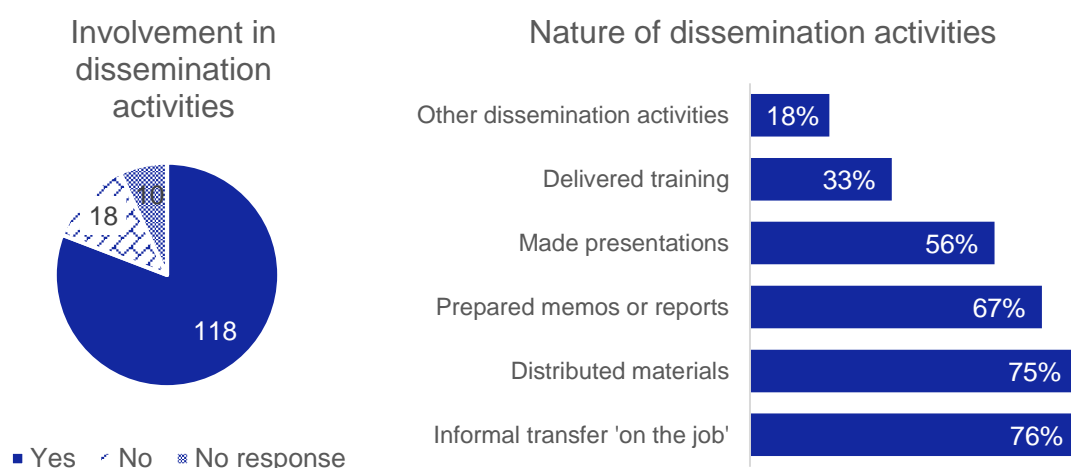 Involvement in
dissemination
activities
10
18
118
Yes
No
No response
Nature of dissemination activities
Other dissemination activities
18%
Delivered training
33%
Made presentations
56%
Prepared memos or reports
67%
Distributed materials
75%
Informal transfer 'on the job'
76%